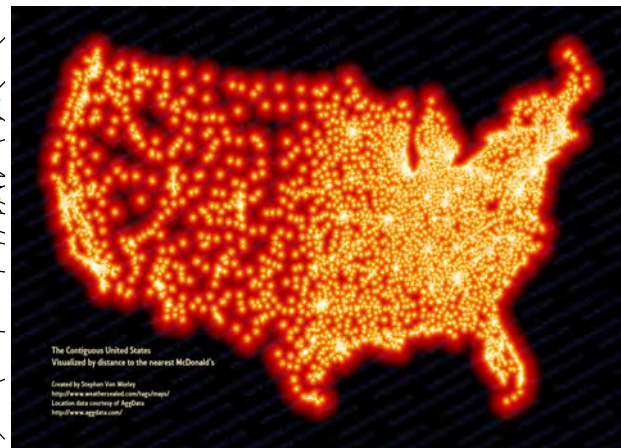 The Contiguous United States
Visualized by distance to the nearest McDonald's
Created by Stephen Von Worley
http://www.weathersealed.com/tags/maps/
Location data courtesy of AggData
http://www.aggdata.com/